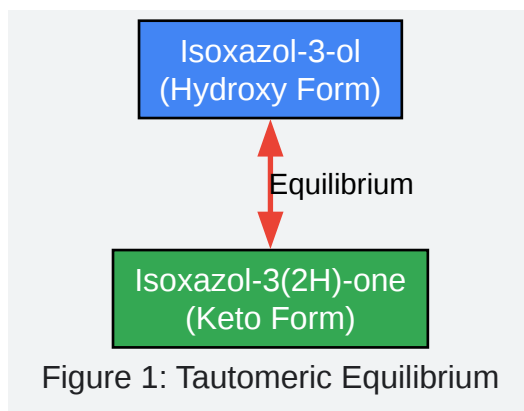 Isoxazol-3-ol
(Hydroxy Form)
Equilibrium
Isoxazol-3(2H)-one
(Keto Form)
Figure 1: Tautomeric Equilibrium